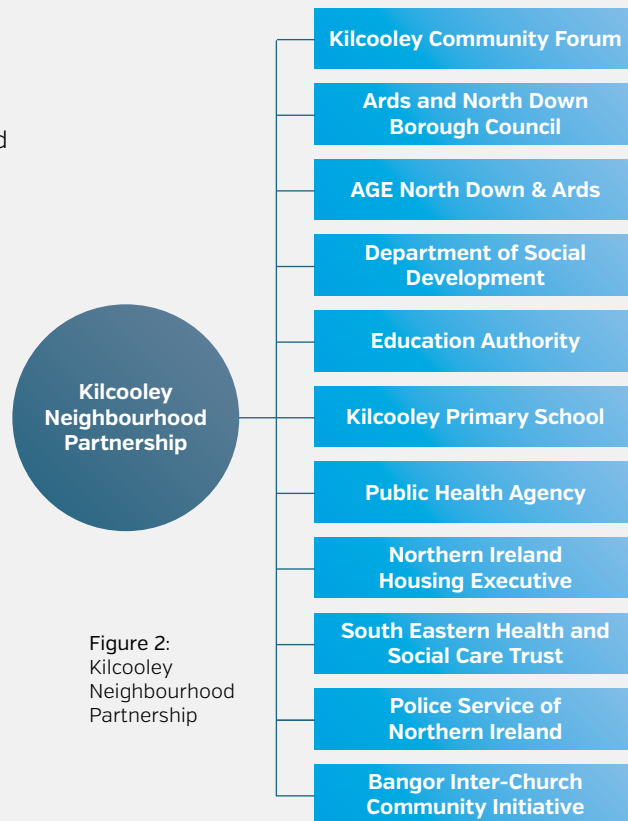 d
Kilcooley
Neighbourhood
Partnership
Kilcooley Community Forum
Ards and North Down
Borough Council
AGE North Down & Ards
Department of Social
Development
Education Authority
Kilcooley Primary School
Public Health Agency
Northern Ireland
Housing Executive
South Eastern Health and
Social Care Trust
Police Service of
Northern Ireland
Bangor Inter-Church
Community Initiative
Figure 2:
Kilcooley
Neighbourhood
Partnership